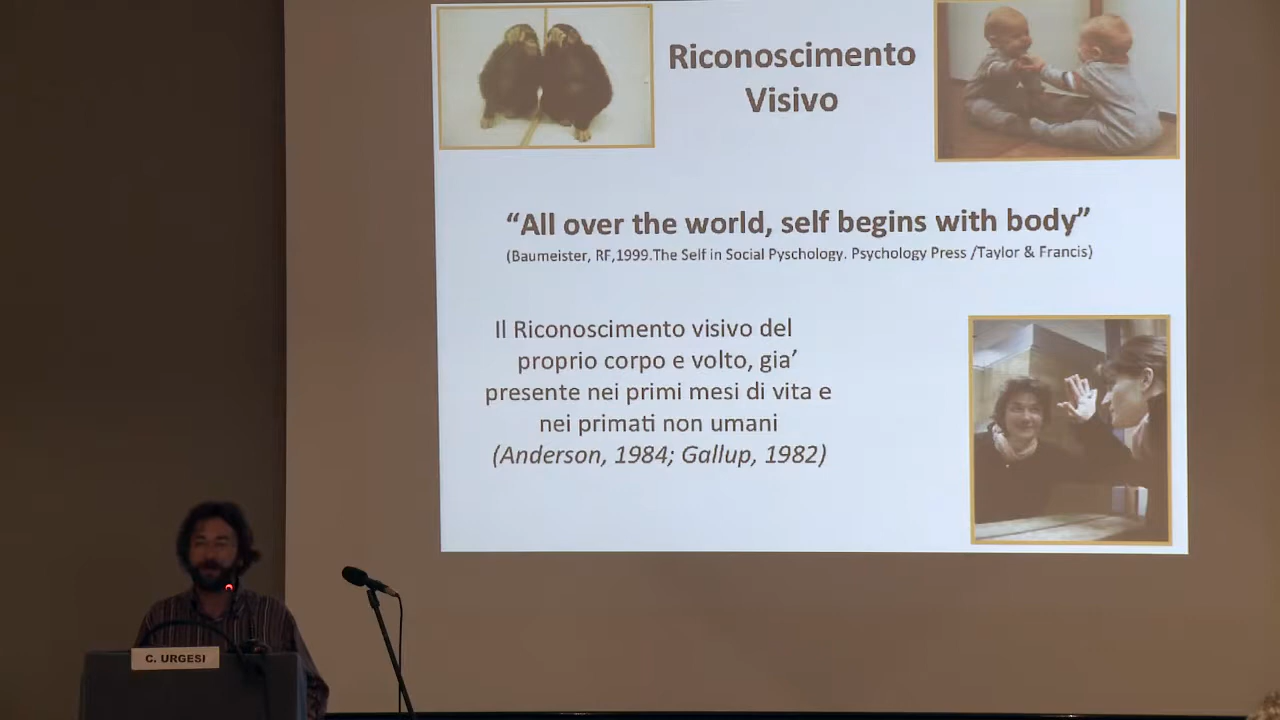 Riconoscimento
Visivo
“All over the world, self begins with body”
(Baumeister, RF,1999.The Self in Social Pyschology. Psychology Press /Taylor & Francis)
Il Riconoscimento visivo del
proprio corpo e volto, gia’
presente nei primi mesi di vita e
nei primati non umani
(Anderson, 1984; Gallup, 1982)
C. URGESI